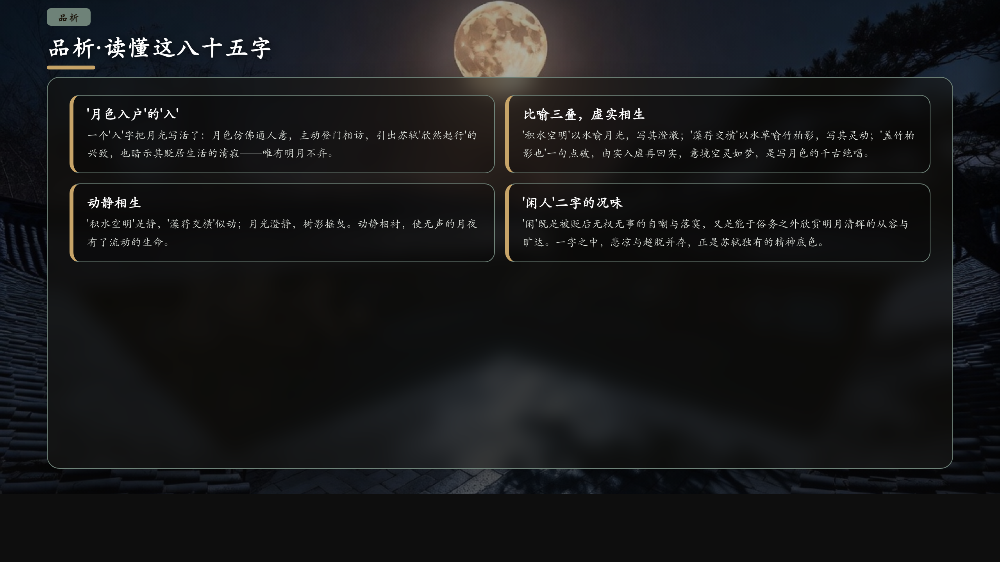 品析
品析·读懂这八十五字
'月色入户'的'入'
一个'入'字把月光写活了：月色仿佛通人意，主动登门相访，引出苏轼'欣然起行'的
兴致，也暗示其贬居生活的清寂——唯有明月不弃。
比喻三叠，虚实相生
'积水空明'以水喻月光，写其澄澈；'藻荇交横'以水草喻竹柏影，写其灵动；'盖竹柏
影也'一句点破，由实入虚再回实，意境空灵如梦，是写月色的千古绝唱。
动静相生
'积水空明'是静，'藻荇交横'似动；月光澄静，树影摇曳。动静相衬，使无声的月夜
有了流动的生命。
'闲人'二字的况味
'闲'既是被贬后无权无事的自嘲与落寞，又是能于俗务之外欣赏明月清辉的从容与
旷达。一字之中，悲凉与超脱并存，正是苏轼独有的精神底色。